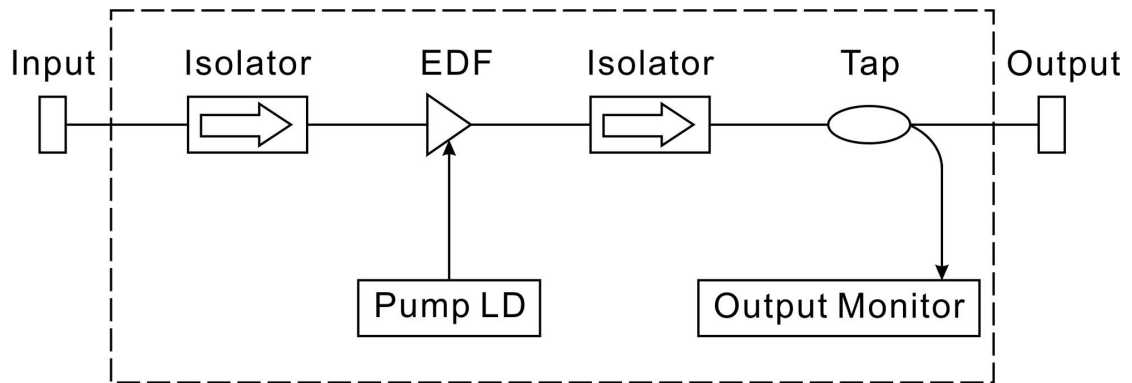 Input
Isolator
EDF
Isolator
Tap
Output
Pump LD
Output Monitor